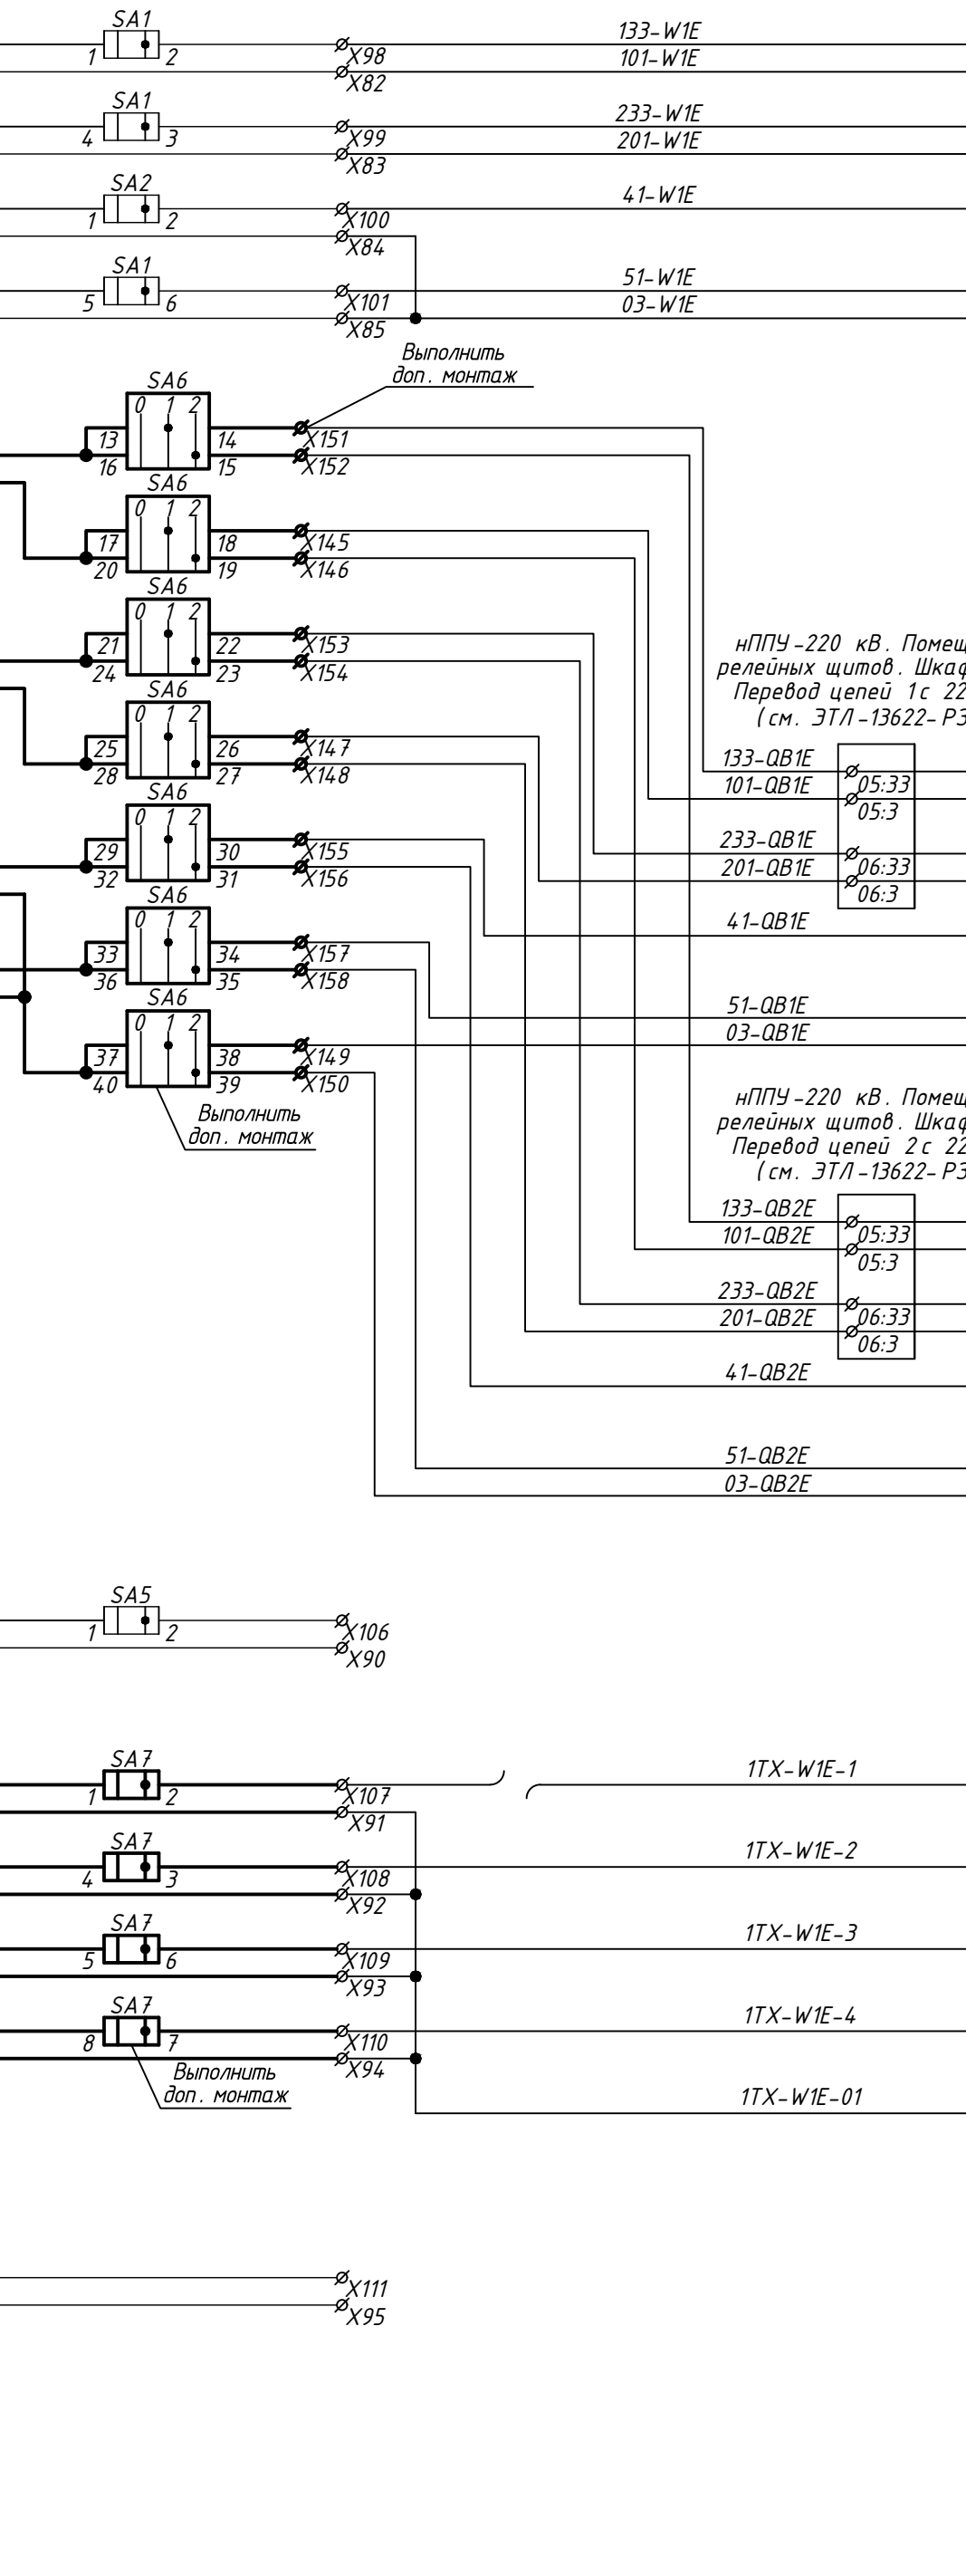 SA1
133-W1E
1 2
X98
101-W1E
X82
SA1
233-W1E
4 3
X99
201-W1E
X83
SA2
41-W1E
1 2
X100
X84
SA1
51-W1E
5 6
X101
03-W1E
X85
Выполнить
доп. монтаж
SA6
0 1 2
13 14
X151
16 15
X152
SA6
0 1 2
17 18
X145
20 19
X146
SA6
0 1 2
21 22
X153
24 23
X154
SA6
0 1 2
25 26
X147
28 27
X148
SA6
0 1 2
29 30
X155
32 31
X156
SA6
0 1 2
33 34
X157
36 35
X158
SA6
0 1 2
37 38
X149
40 39
X150
Выполнить
доп. монтаж
нППУ-220 кВ. Помещ
релейных щитов. Шкаф
Перевод цепей 1с 22
(см. ЭТЛ-13622-РЗ
133-QB1E
05:33
101-QB1E
05:3
233-QB1E
06:33
201-QB1E
06:3
41-QB1E
51-QB1E
03-QB1E
нППУ-220 кВ. Помещ
релейных щитов. Шкаф
Перевод цепей 2с 22
(см. ЭТЛ-13622-РЗ
133-QB2E
05:33
101-QB2E
05:3
233-QB2E
06:33
201-QB2E
06:3
41-QB2E
51-QB2E
03-QB2E
SA5
1 2
X106
X90
SA7
1TX-W1E-1
1 2
X107
X91
SA7
1TX-W1E-2
4 3
X108
X92
SA7
1TX-W1E-3
5 6
X109
X93
SA7
1TX-W1E-4
8 7
X110
X94
Выполнить
доп. монтаж
1TX-W1E-01
X111
X95